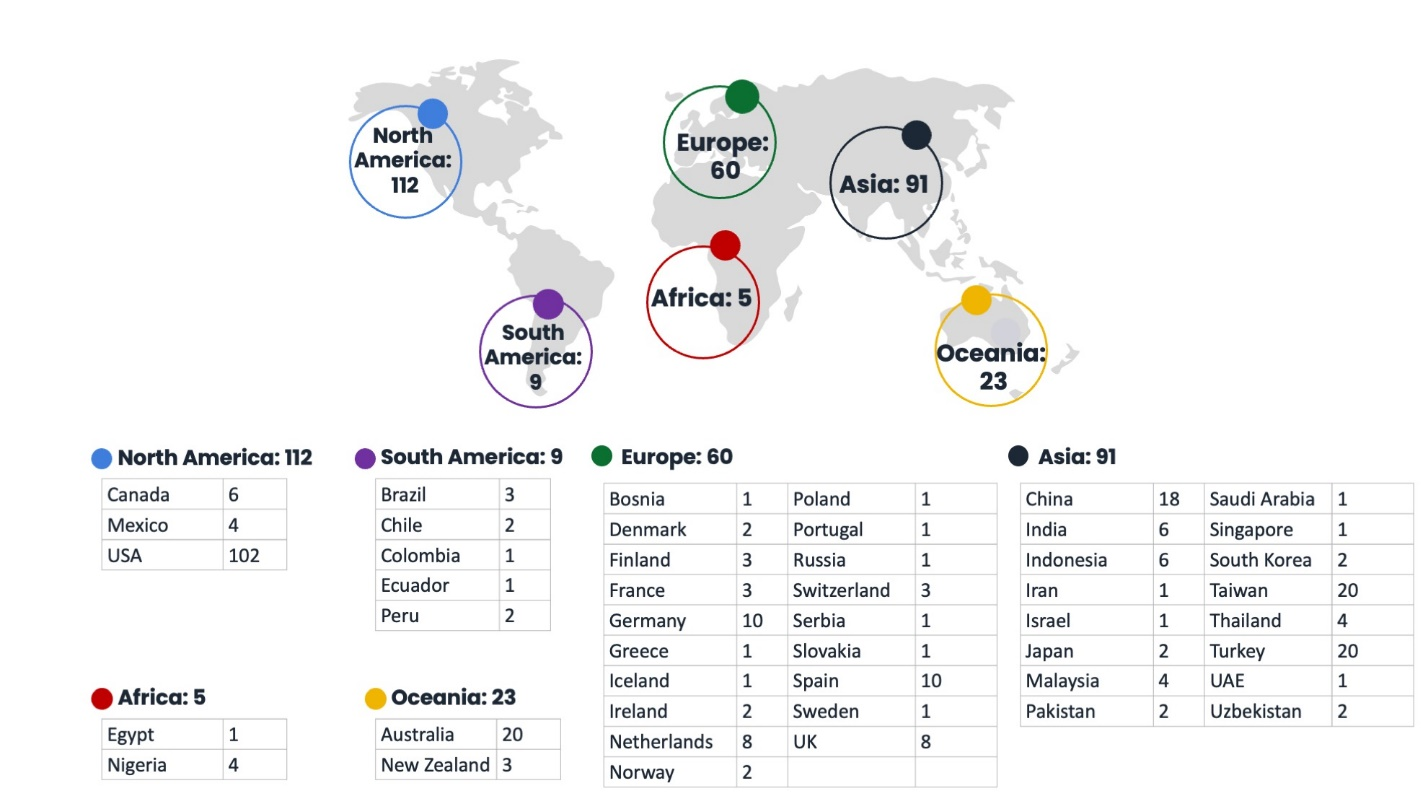 North
America:
112
Europe:
60
Asia: 91
Africa: 5
South
America:
9
Oceania:
23
North America: 112
Canada 6
Mexico 4
USA 102
South America: 9
Brazil 3
Chile 2
Colombia 1
Ecuador 1
Peru 2
Europe: 60
Bosnia 1 Poland 1
Denmark 2 Portugal 1
Finland 3 Russia 1
France 3 Switzerland 3
Germany 10 Serbia 1
Greece 1 Slovakia 1
Iceland 1 Spain 10
Ireland 2 Sweden 1
Netherlands 8 UK 8
Norway 2
Asia: 91
China 18 Saudi Arabia 1
India 6 Singapore 1
Indonesia 6 South Korea 2
Iran 1 Taiwan 20
Israel 1 Thailand 4
Japan 2 Turkey 20
Malaysia 4 UAE 1
Pakistan 2 Uzbekistan 2
Africa: 5
Egypt 1
Nigeria 4
Oceania: 23
Australia 20
New Zealand 3